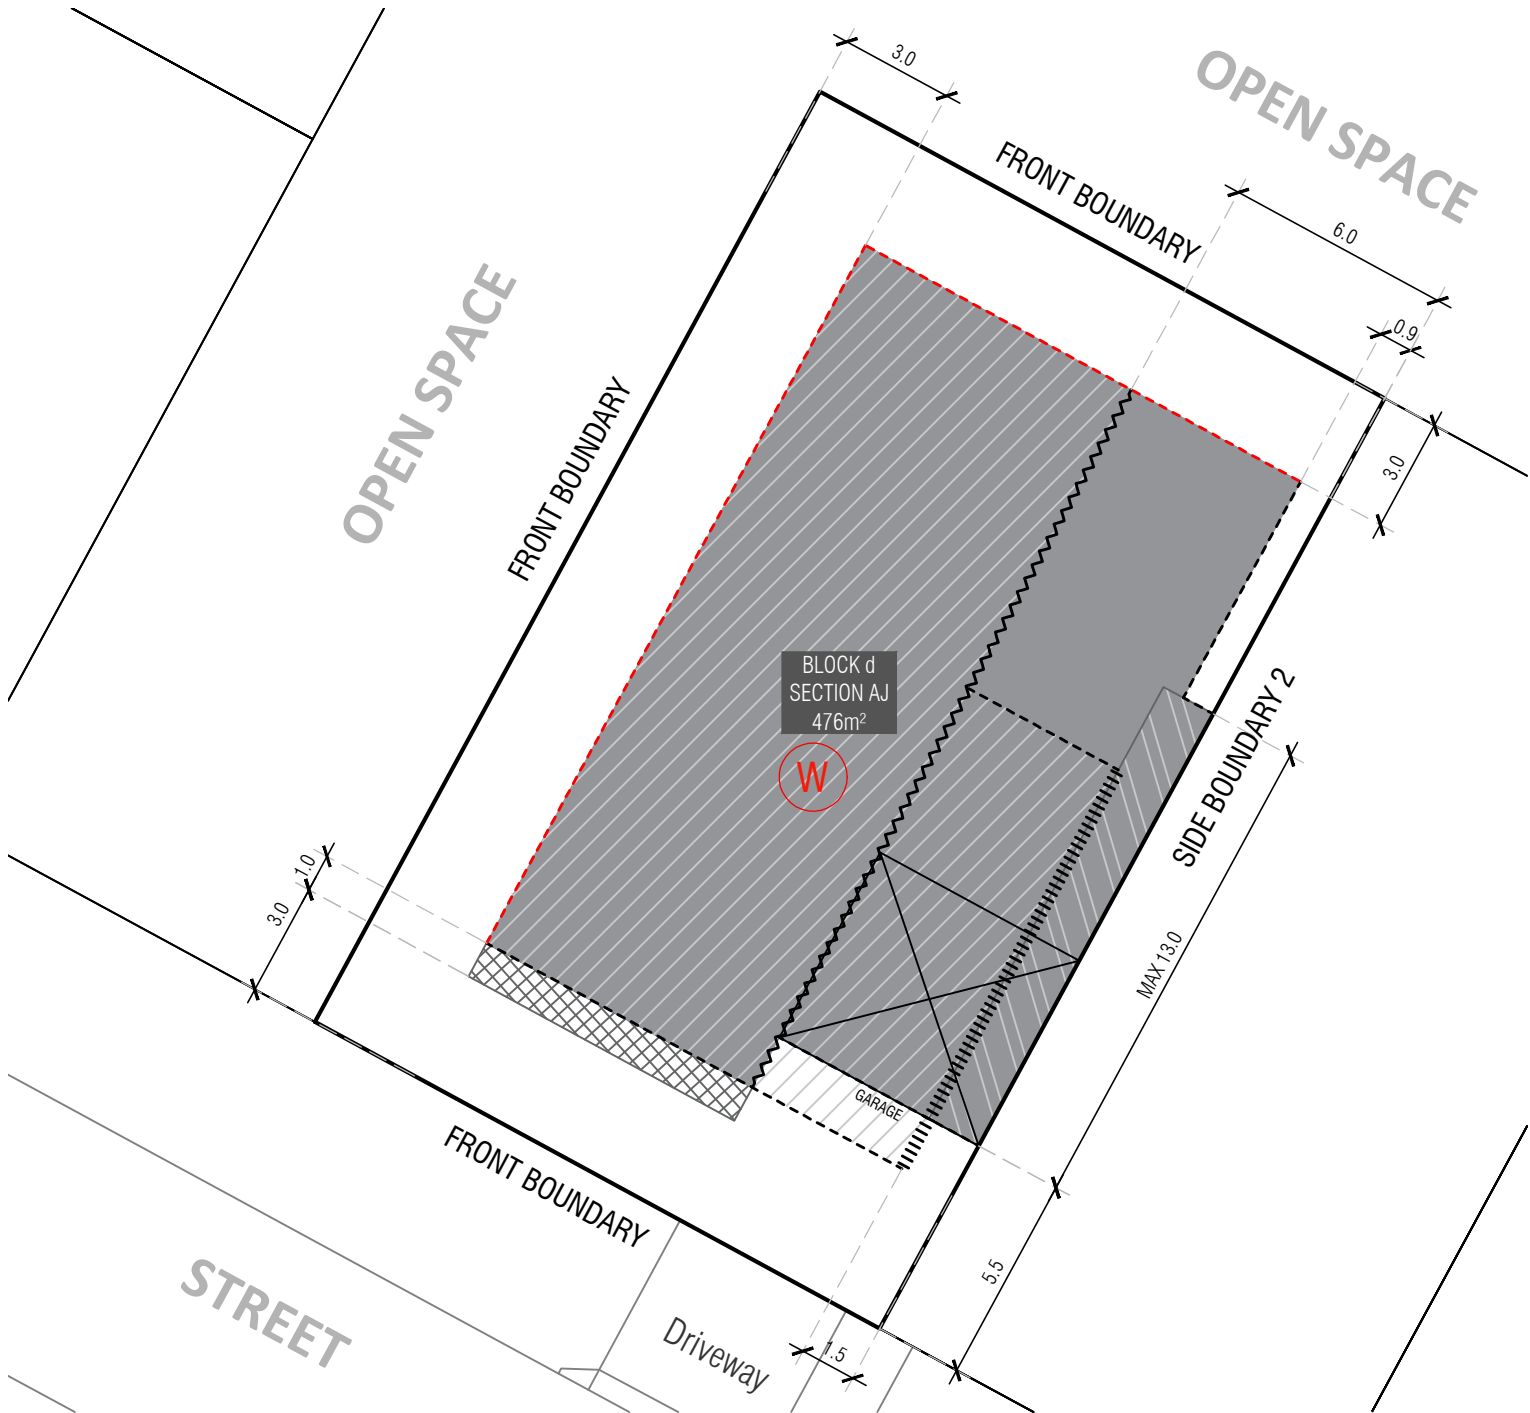 3.0
OPEN SPACE
FRONT BOUNDARY
6.0
0.9
3.0
OPEN SPACE
FRONT BOUNDARY
BLOCK d
SECTION AJ
476m²
W
SIDE BOUNDARY 2
1.0
3.0
MAX 13.0
GARAGE
FRONT BOUNDARY
5.5
STREET
Driveway
1.5